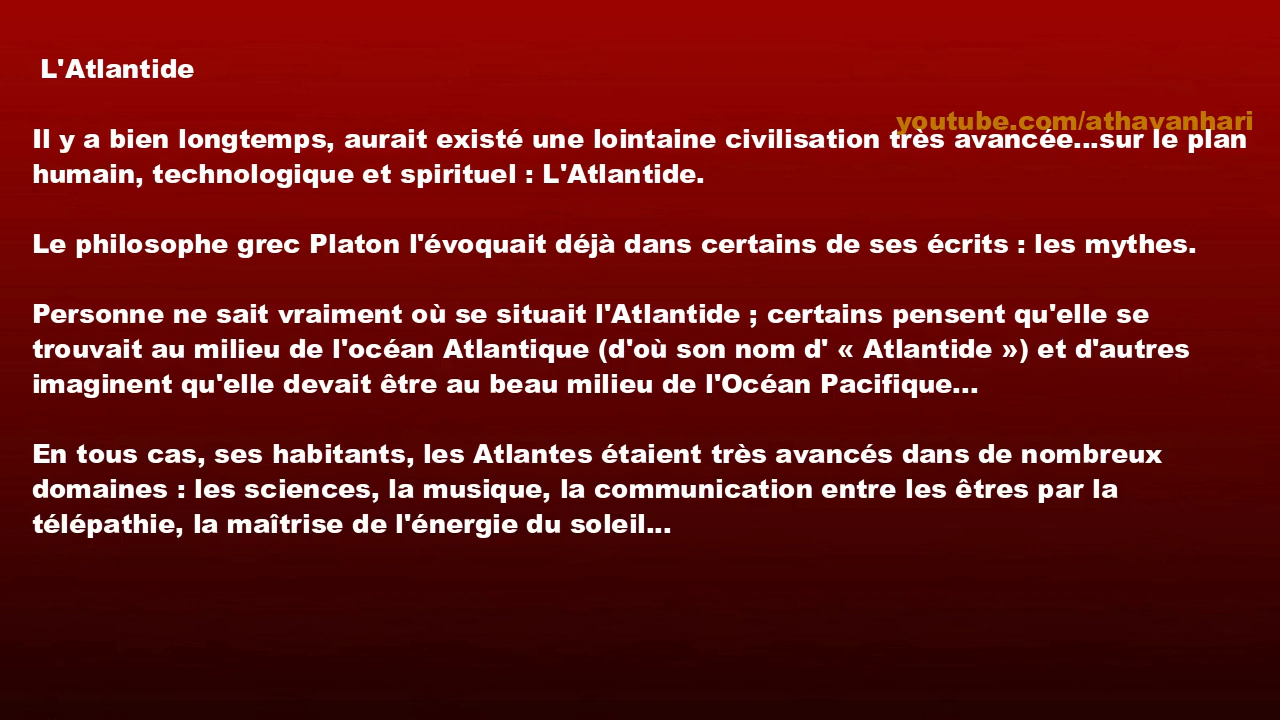 L'Atlantide
youtube.com/athavanhari
Il y a bien longtemps, aurait existé une lointaine civilisation très avancée...sur le plan
humain, technologique et spirituel : L'Atlantide.
Le philosophe grec Platon l'évoquait déjà dans certains de ses écrits : les mythes.
Personne ne sait vraiment où se situait l'Atlantide ; certains pensent qu'elle se
trouvait au milieu de l'océan Atlantique (d'où son nom d' « Atlantide ») et d'autres
imaginent qu'elle devait être au beau milieu de l'Océan Pacifique...
En tous cas, ses habitants, les Atlantes étaient très avancés dans de nombreux
domaines : les sciences, la musique, la communication entre les êtres par la
télépathie, la maîtrise de l'énergie du soleil...